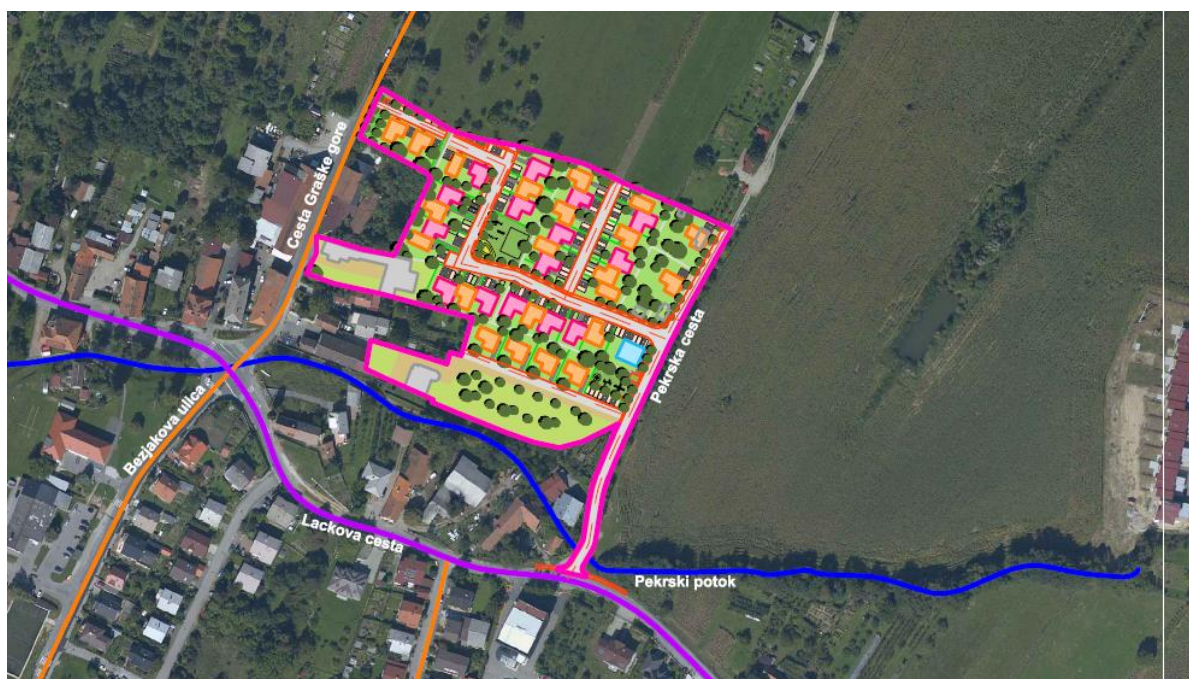 Cesta Graške gore
Pekrska cesta
Bezjakova ulica
Lackova cesta
Pekrski potok